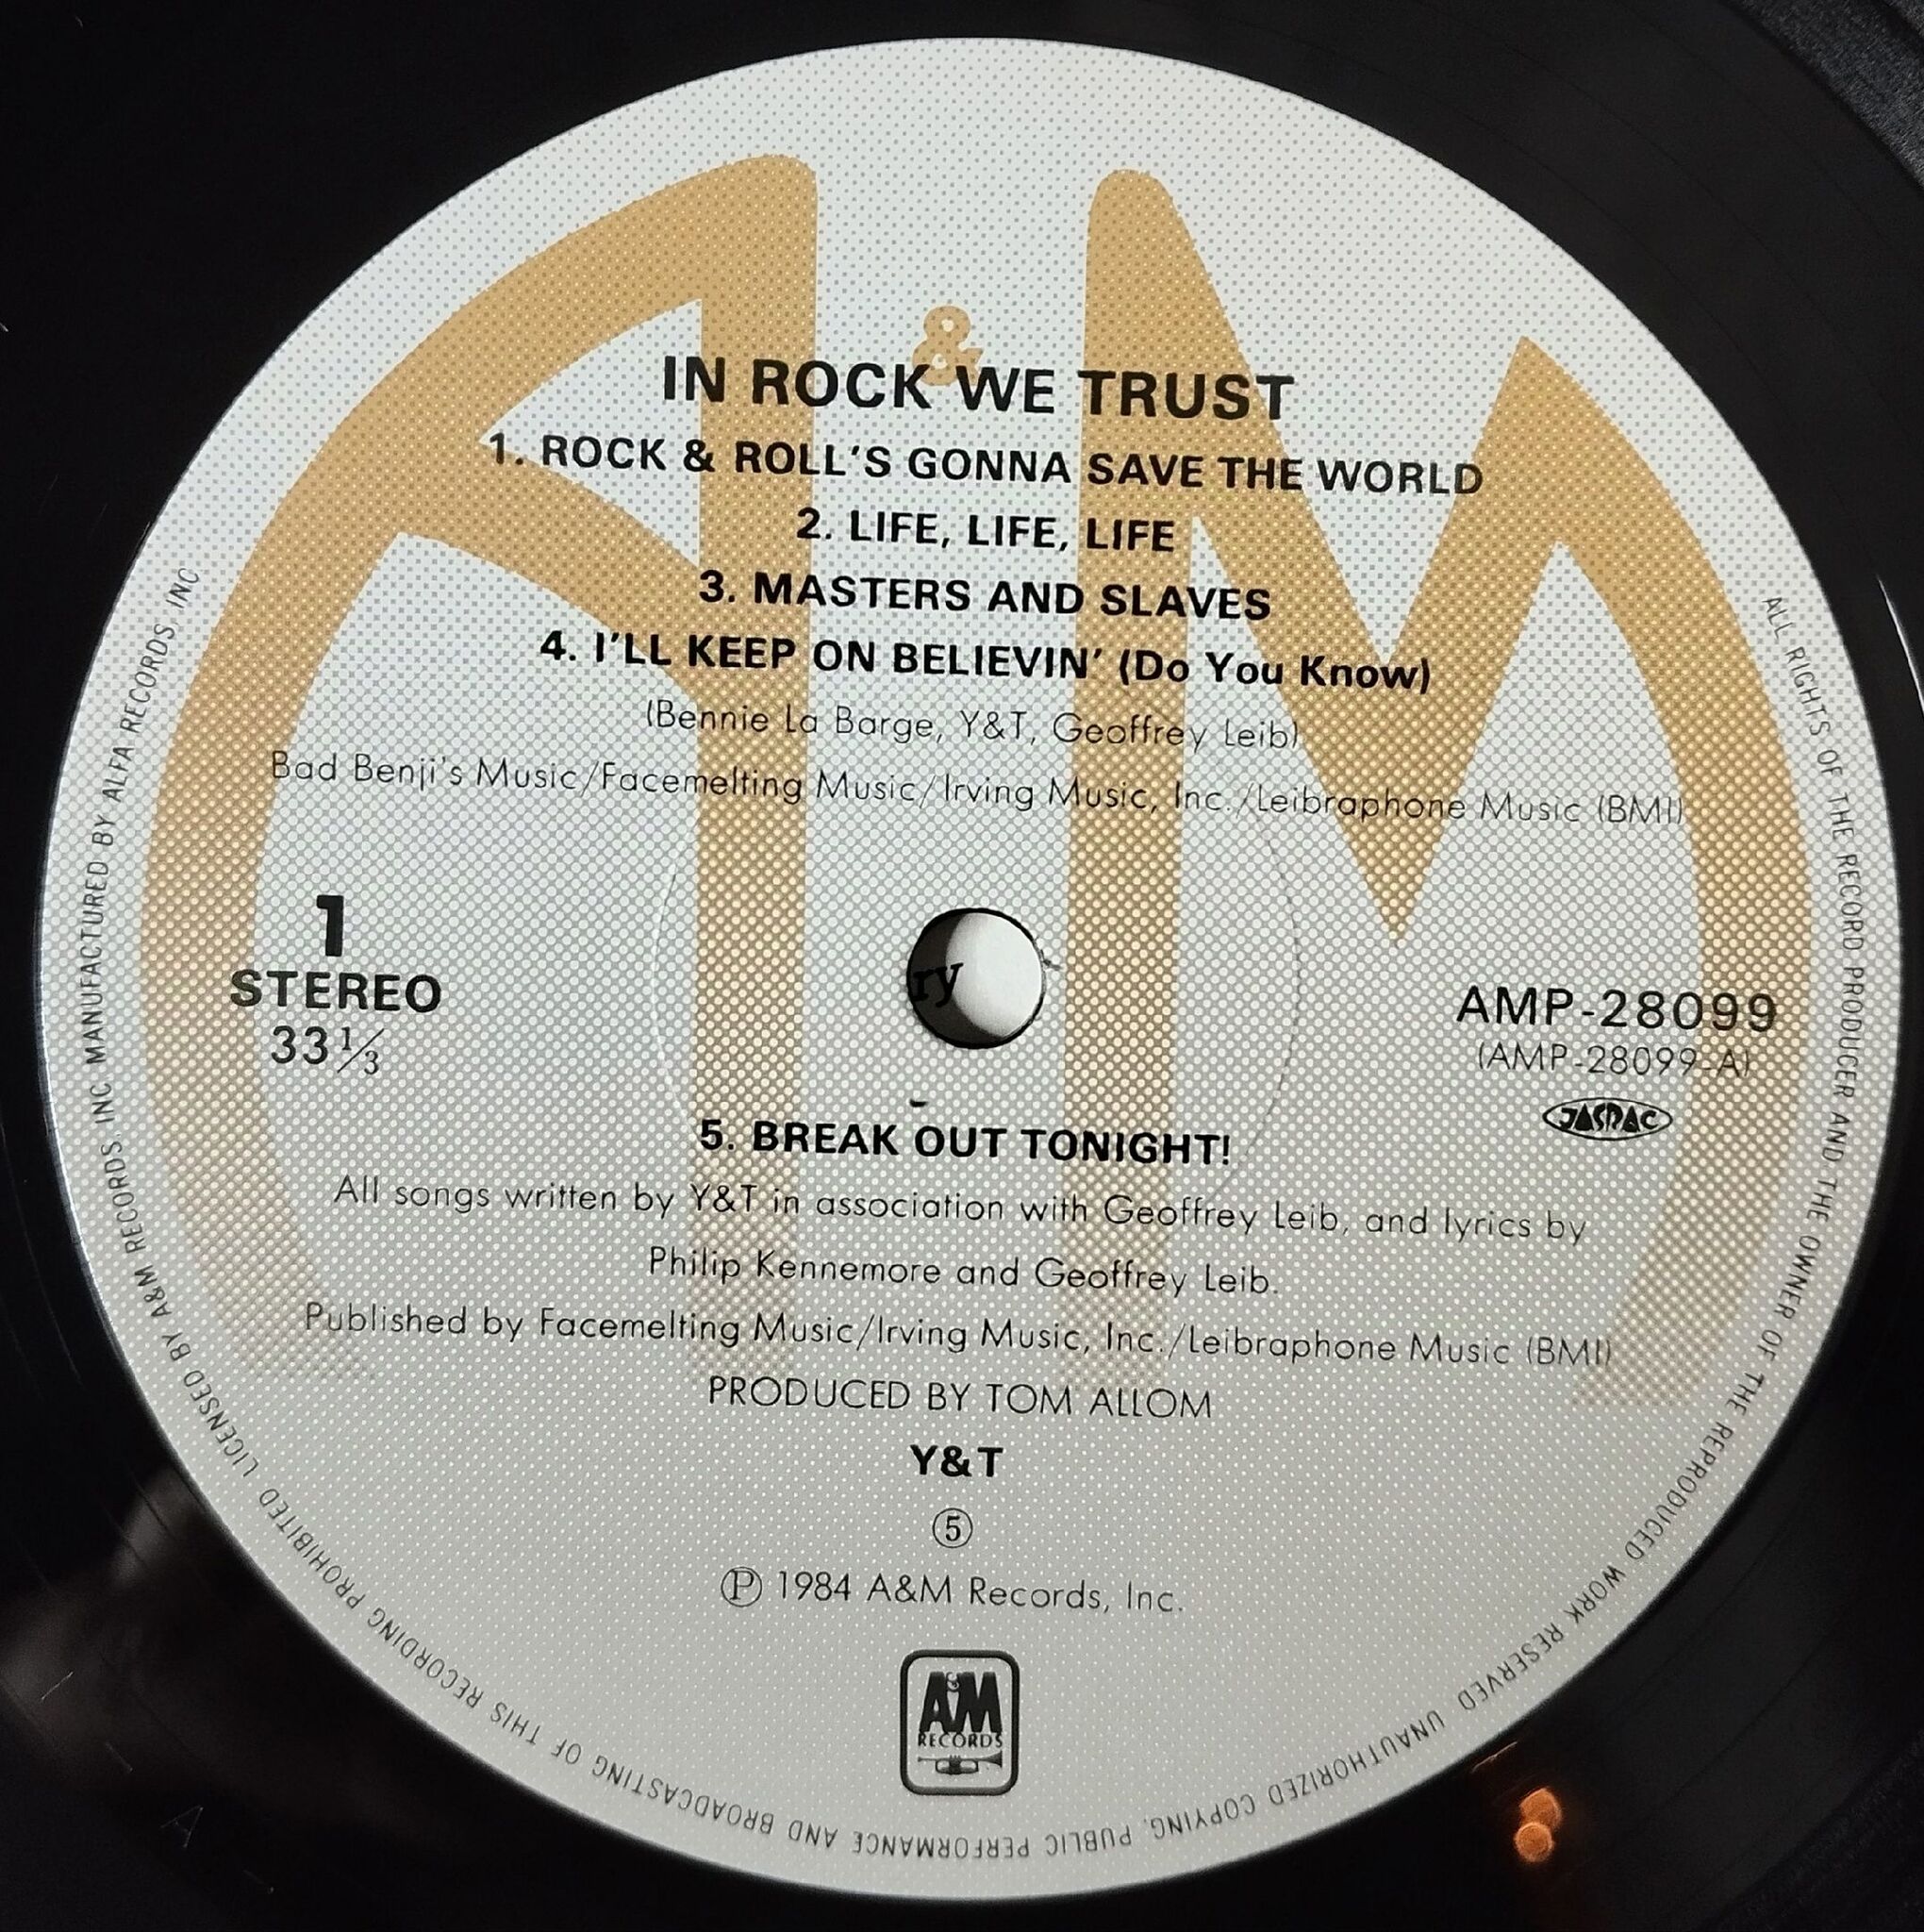 A&M
IN ROCK WE TRUST
1. ROCK & ROLL'S GONNA SAVE THE WORLD
2. LIFE, LIFE, LIFE
3. MASTERS AND SLAVES
4. I'LL KEEP ON BELIEVIN' (Do You Know)
(Bennie La Barge, Y&T, Geoffrey Leib)
Bad Benji's Music/Facemelting Music/Irving Music, Inc./Leibraphone Music (BMI)
1
STEREO
33 1/3
ry
AMP-28099
(AMP-28099-A)
JASRAC
5. BREAK OUT TONIGHT!
All songs written by Y&T in association with Geoffrey Leib, and lyrics by
Philip Kennemore and Geoffrey Leib.
Published by Facemelting Music/Irving Music, Inc./Leibraphone Music (BMI)
PRODUCED BY TOM ALLOM
Y&T
⑤
Ⓟ 1984 A&M Records, Inc.
A&M
RECORDS
ALL RIGHTS OF THE RECORD PRODUCER AND THE OWNER OF THE REPRODUCED WORK RESERVED UNAUTHORIZED COPYING, PUBLIC PERFORMANCE AND BROADCASTING OF THIS RECORDING PROHIBITED LICENSED BY A&M RECORDS, INC MANUFACTURED BY ALFA RECORDS, INC